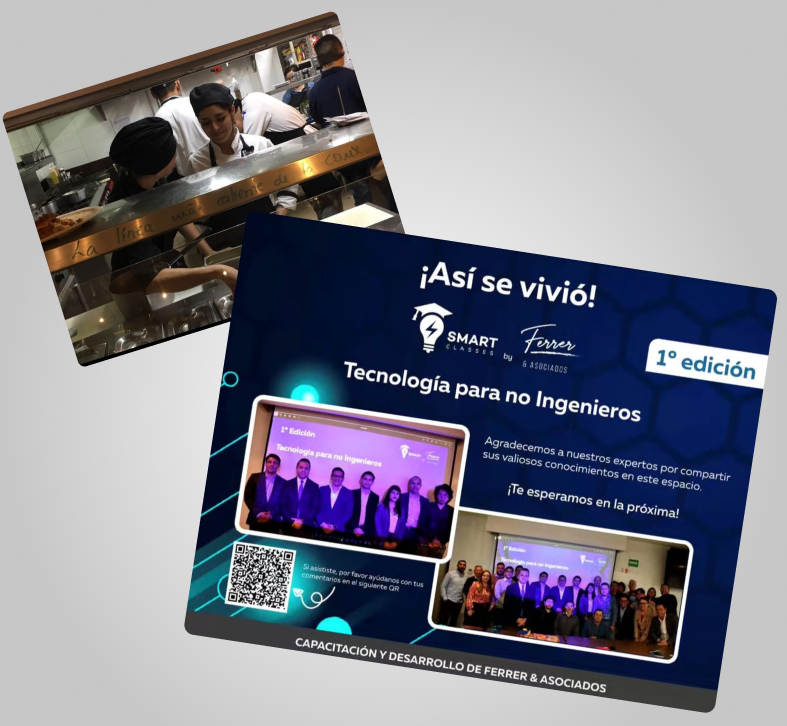 La línea más caliente de la CDMX
¡Así se vivió!
SMART
CLASSES
by
Ferrer
& ASOCIADOS
1° edición
Tecnología para no Ingenieros
1° Edición
Tecnología para no Ingenieros
SMART
Agradecemos a nuestros expertos por compartir
sus valiosos conocimientos en este espacio.
¡Te esperamos en la próxima!
1° Edición
Tecnología para no Ingenieros
Si asististe, por favor ayúdanos con tus
comentarios en el siguiente QR
CAPACITACIÓN Y DESARROLLO DE FERRER & ASOCIADOS